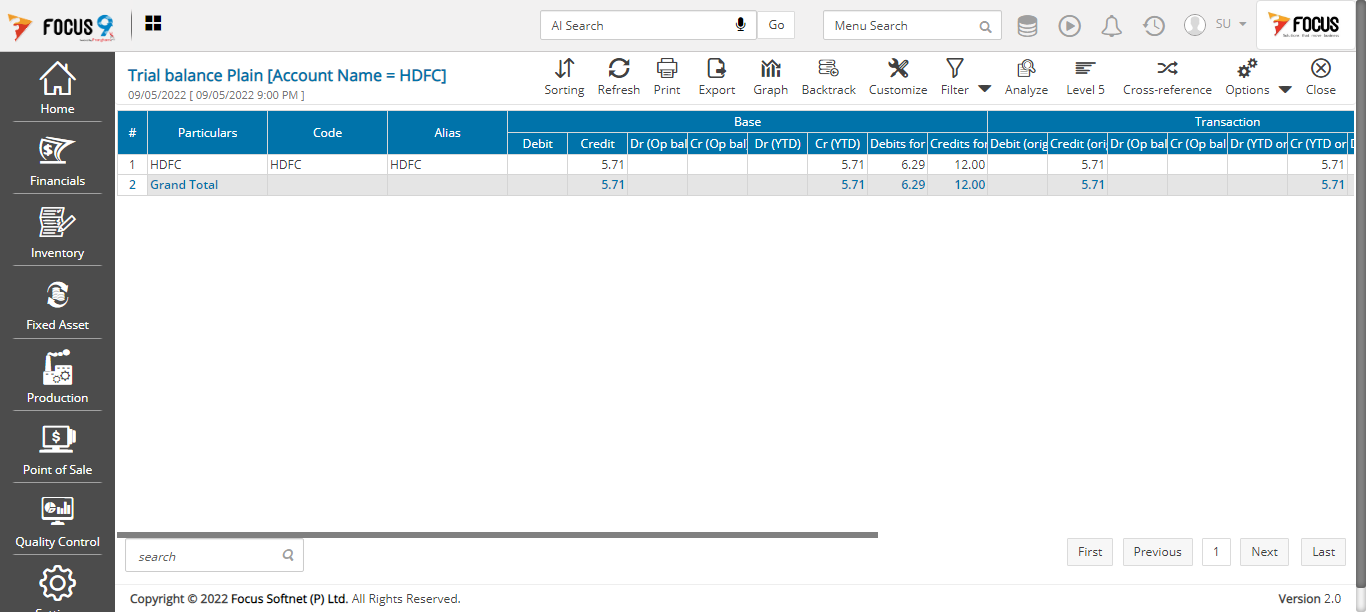 FOCUS 9
AI Search
Go
Menu Search
SU
FOCUS
Home
Financials
Inventory
Fixed Asset
Production
Point of Sale
Quality Control
Trial balance Plain [Account Name = HDFC]
09/05/2022 [ 09/05/2022 9:00 PM ]
Sorting Refresh Print Export Graph Backtrack Customize Filter Analyze Level 5 Cross-reference Options Close
# Particulars Code Alias Base Transaction
Debit Credit Dr (Op bal Cr (Op bal Dr (YTD) Cr (YTD) Debits for Credits for Debit (orig Credit (ori Dr (Op bal Cr (Op bal Dr (YTD or Cr (YTD or
1 HDFC HDFC HDFC 5.71 5.71 6.29 12.00 5.71 5.71
2 Grand Total 5.71 5.71 6.29 12.00 5.71 5.71
search
First Previous 1 Next Last
Copyright © 2022 Focus Softnet (P) Ltd. All Rights Reserved.
Version 2.0